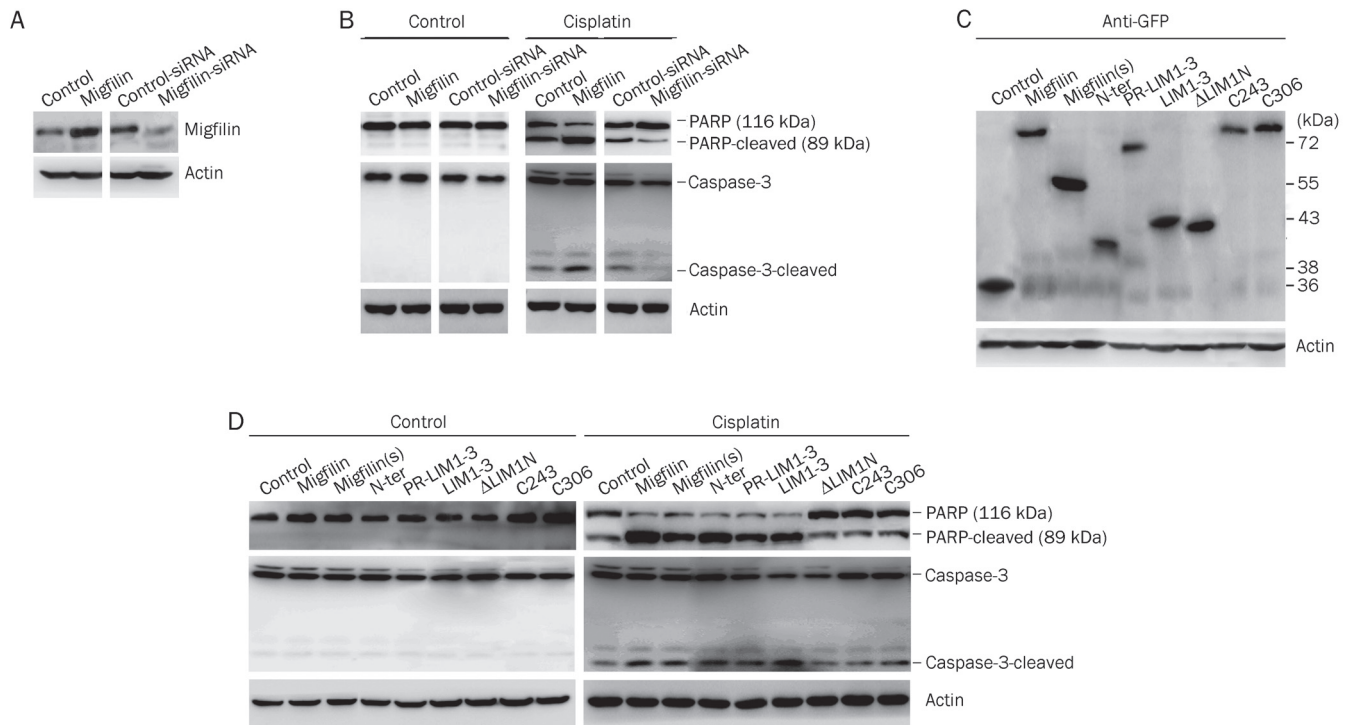 A
Control
Migfilin
Control-siRNA
Migfilin-siRNA
Migfilin
Actin
B
Control
Cisplatin
Control
Migfilin
Control-siRNA
Migfilin-siRNA
Control
Migfilin
Control-siRNA
Migfilin-siRNA
PARP (116 kDa)
PARP-cleaved (89 kDa)
Caspase-3
Caspase-3-cleaved
Actin
C
Anti-GFP
Control
Migfilin
Migfilin(s)
N-ter
PR-LIM1-3
LIM1-3
ΔLIM1N
C243
C306
(kDa)
72
55
43
38
36
Actin
D
Control
Cisplatin
Control
Migfilin
Migfilin(s)
N-ter
PR-LIM1-3
LIM1-3
ΔLIM1N
C243
C306
Control
Migfilin
Migfilin(s)
N-ter
PR-LIM1-3
LIM1-3
ΔLIM1N
C243
C306
PARP (116 kDa)
PARP-cleaved (89 kDa)
Caspase-3
Caspase-3-cleaved
Actin